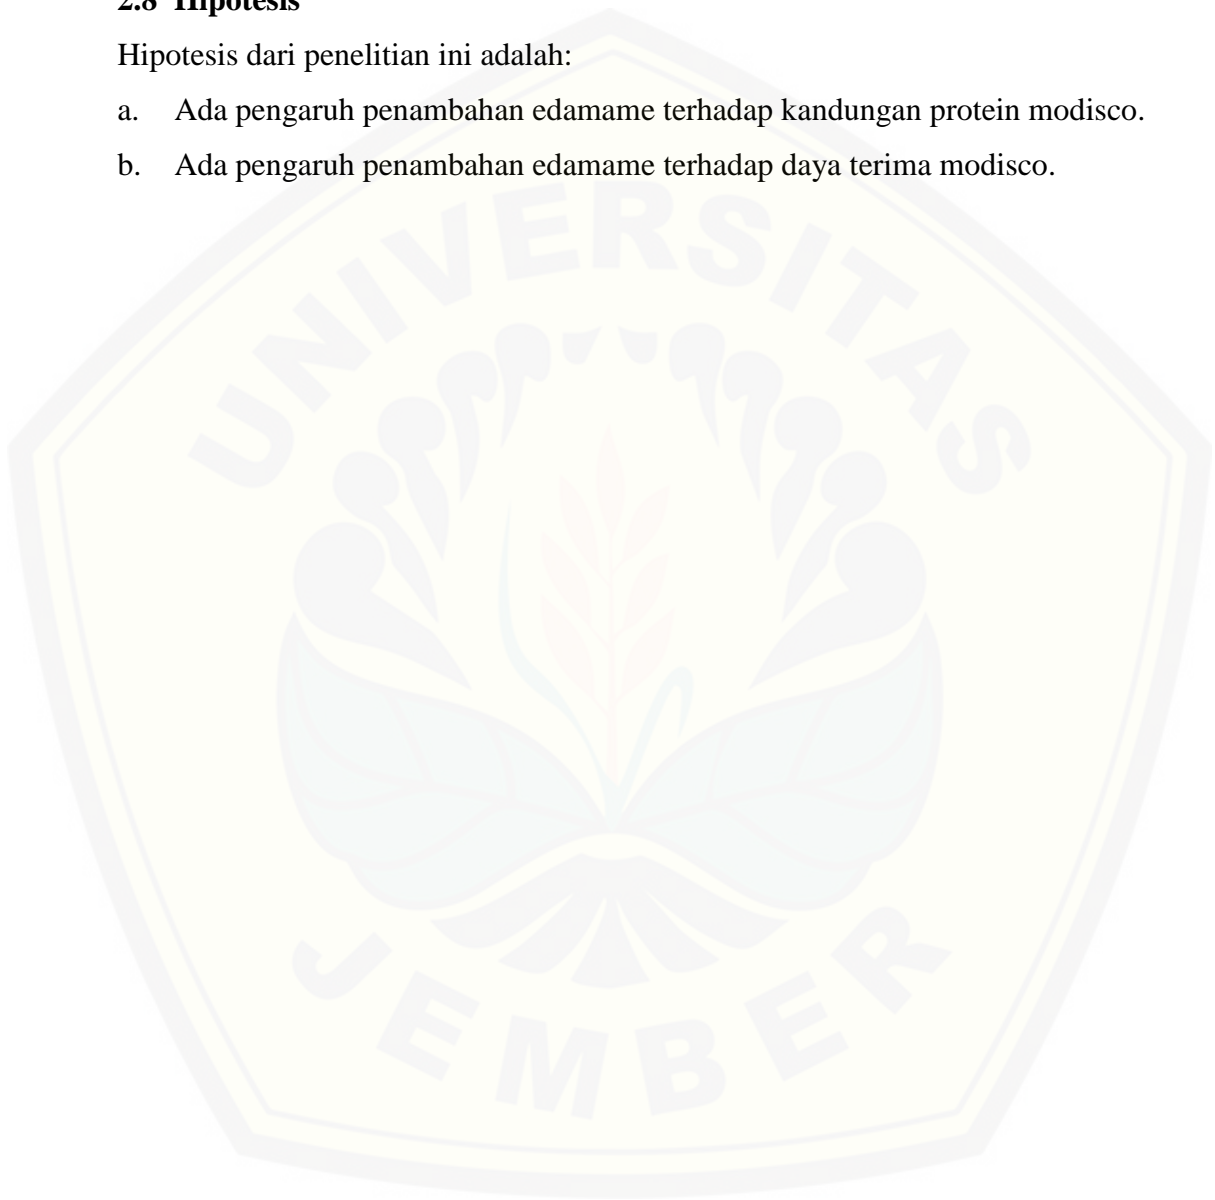 2.8 Hipotesis
Hipotesis dari penelitian ini adalah:
a. Ada pengaruh penambahan edamame terhadap kandungan protein modisco.
b. Ada pengaruh penambahan edamame terhadap daya terima modisco.
UNIVERSITAS
JEMBER